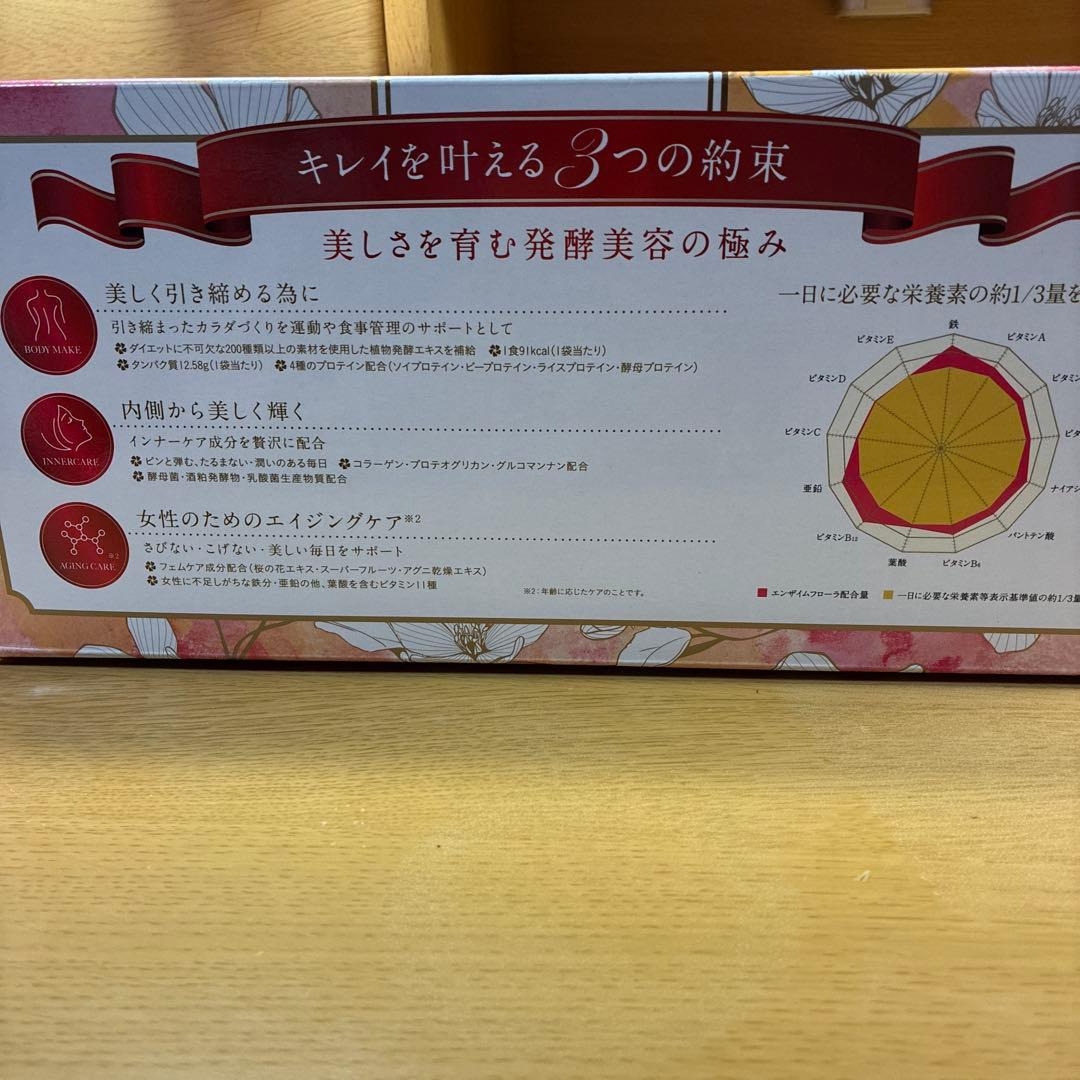 キレイを叶える3つの約束
美しさを育む発酵美容の極み
BODY MAKE
美しく引き締める為に
引き締まったカラダづくりを運動や食事管理のサポートとして
ダイエットに不可欠な200種類以上の素材を使用した植物発酵エキスを補給 1食91kcal(1袋当たり)
タンパク質12.58g(1袋当たり) 4種のプロテイン配合(ソイプロテイン・ピープロテイン・ライスプロテイン・酵母プロテイン)
INNERCARE
内側から美しく輝く
インナーケア成分を贅沢に配合
ピンと弾む、たるまない・潤いのある毎日 コラーゲン・プロテオグリカン・グルコマンナン配合
酵母菌・酒粕発酵物・乳酸菌生産物質配合
※2
AGING CARE
女性のためのエイジングケア※2
さびない・こげない・美しい毎日をサポート
フェムケア成分配合(桜の花エキス・スーパーフルーツ・アグニ乾燥エキス)
女性に不足しがちな鉄分・亜鉛の他、葉酸を含むビタミン11種
※2:年齢に応じたケアのことです。
一日に必要な栄養素の約1/3量を
鉄
ビタミンA
ビタミン
ビタ
ナイアシ
パントテン酸
ビタミンB6
葉酸
ビタミンB12
亜鉛
ビタミンC
ビタミンD
ビタミンE
エンザイムフローラ配合量 一日に必要な栄養素等表示基準値の約1/3量